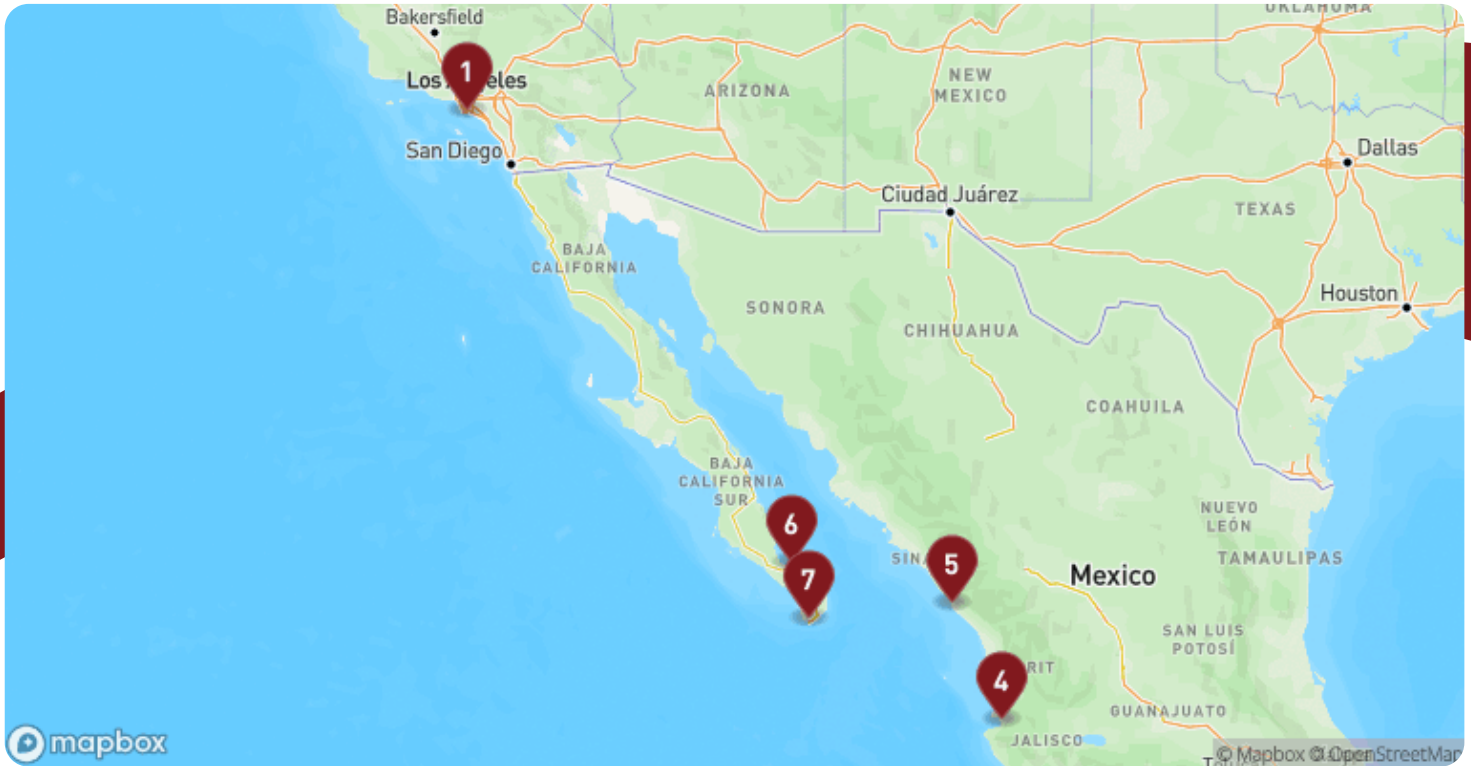 OKLAHOMA
Bakersfield
1
Los Angeles
ARIZONA
NEW
MEXICO
San Diego
Dallas
Ciudad Juárez
TEXAS
BAJA
CALIFORNIA
Houston
SONORA
CHIHUAHUA
COAHUILA
BAJA
CALIFORNIA
SUR
6
NUEVO
LEÓN
5
SIN
TAMAULIPAS
7
Mexico
SAN LUIS
POTOSÍ
4
RIT
GUANAJUATO
JALISCO
mapbox
© Mapbox © OpenStreetMap